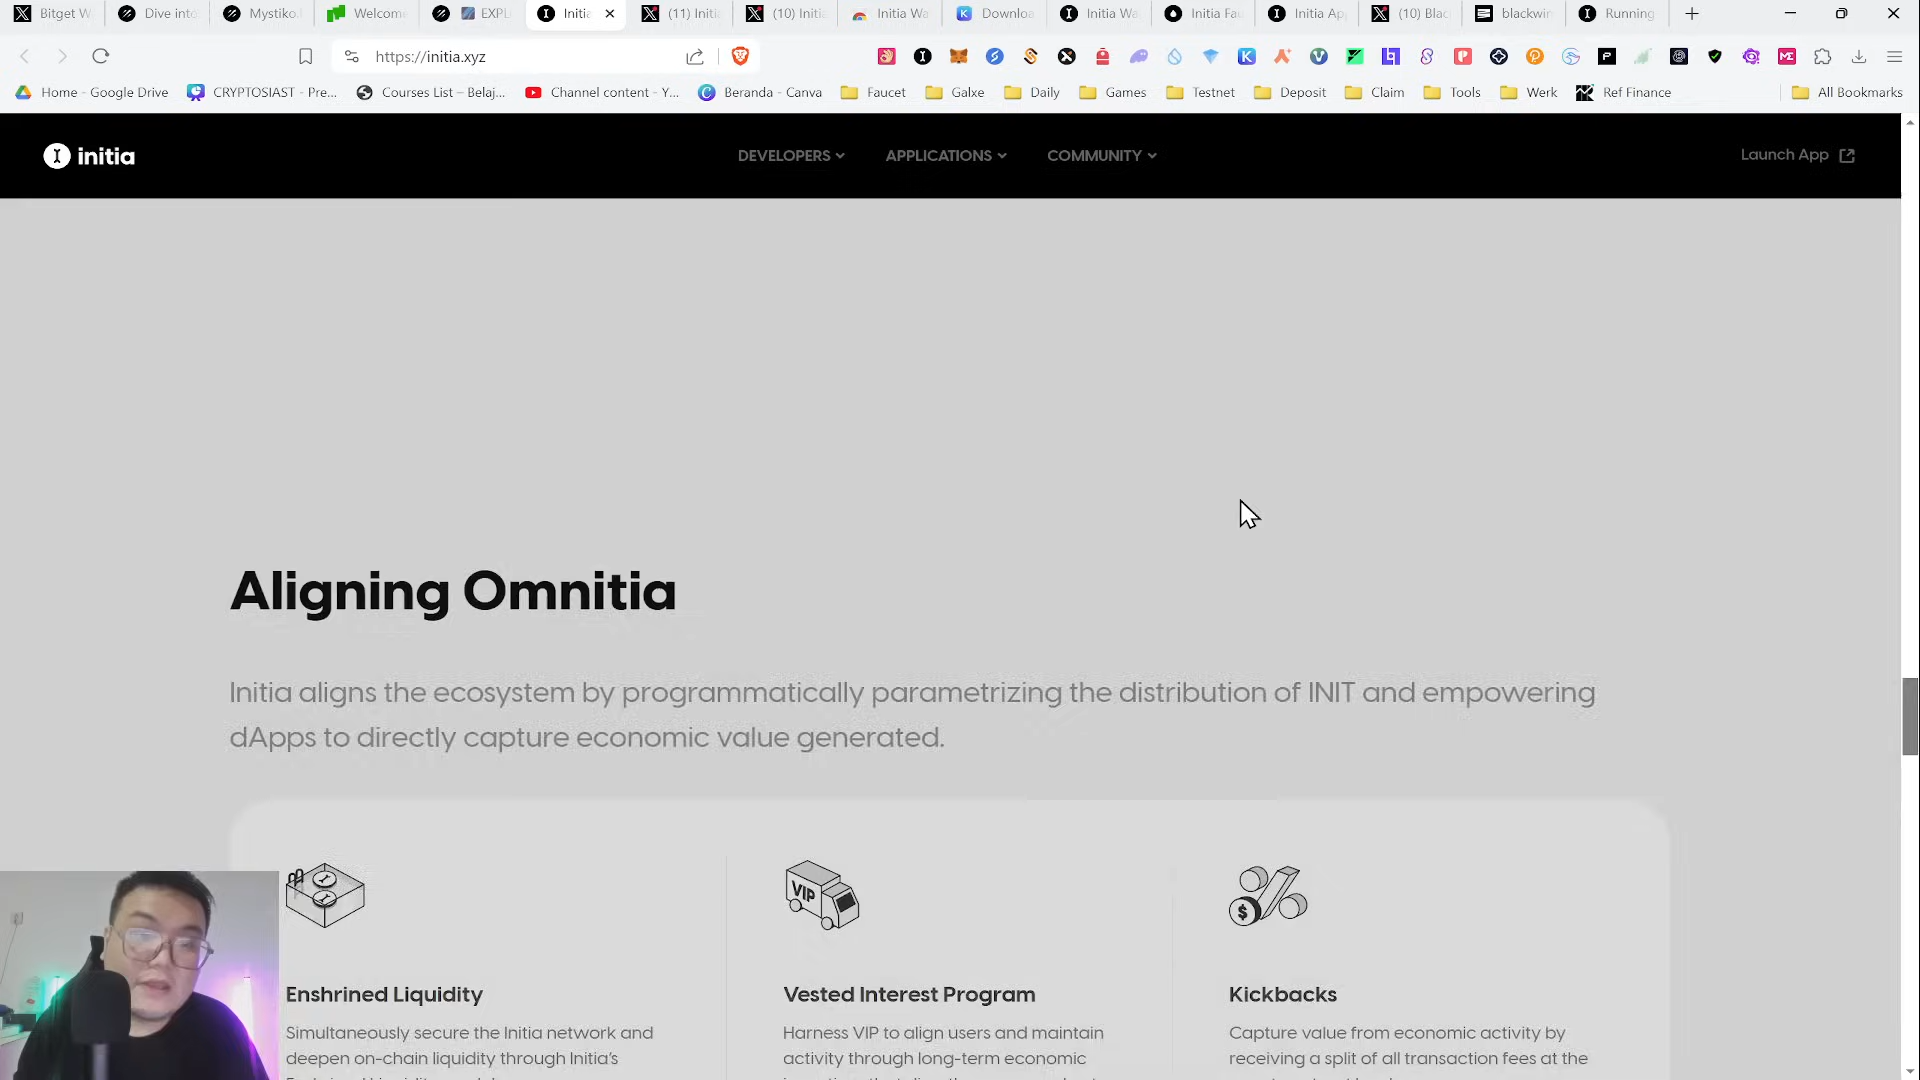 Bitget W
Dive into
Mystiko.
Welcome
EXPL
Initia
(11) Initi
(10) Initi
Initia Wa
Downloa
Initia Wa
Initia Fau
Initia Ap
(10) Blac
blackwin
Running
https://initia.xyz
Home - Google Drive
CRYPTOSIAST - Pre...
Courses List – Belaj...
Channel content - Y...
Beranda - Canva
Faucet
Galxe
Daily
Games
Testnet
Deposit
Claim
Tools
Werk
Ref Finance
All Bookmarks
initia
DEVELOPERS
APPLICATIONS
COMMUNITY
Launch App
Aligning Omnitia
Initia aligns the ecosystem by programmatically parametrizing the distribution of INIT and empowering
dApps to directly capture economic value generated.
VIP
Enshrined Liquidity
Simultaneously secure the Initia network and
deepen on-chain liquidity through Initia's
Vested Interest Program
Harness VIP to align users and maintain
activity through long-term economic
$
Kickbacks
Capture value from economic activity by
receiving a split of all transaction fees at the